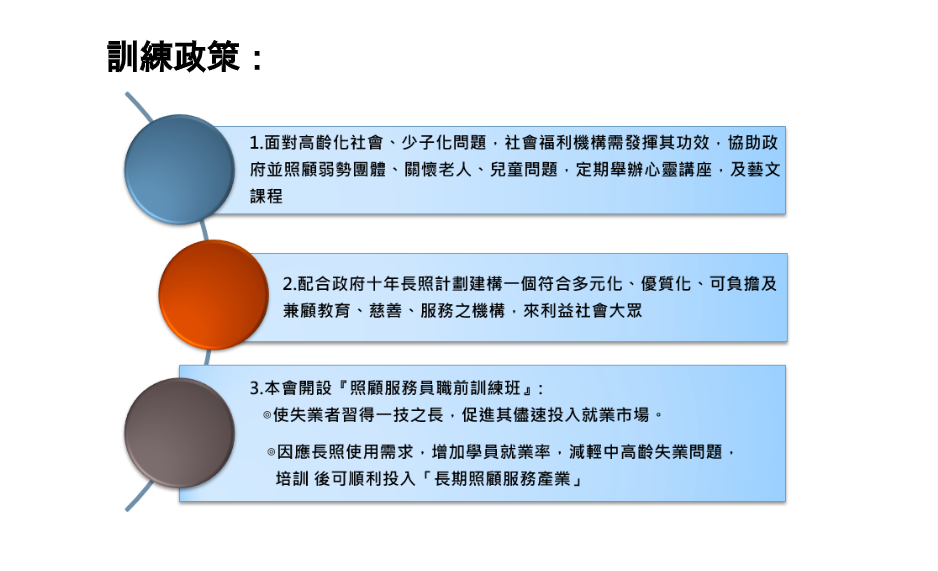 訓練政策：
1.面對高齡化社會、少子化問題，社會福利機構需發揮其功效，協助政
府並照顧弱勢團體、關懷老人、兒童問題，定期舉辦心靈講座，及藝文
課程
2.配合政府十年長照計劃建構一個符合多元化、優質化、可負擔及
兼顧教育、慈善、服務之機構，來利益社會大眾
3.本會開設『照顧服務員職前訓練班』:
◎使失業者習得一技之長，促進其儘速投入就業市場。
◎因應長照使用需求，增加學員就業率，減輕中高齡失業問題，
培訓 後可順利投入「長期照顧服務產業」